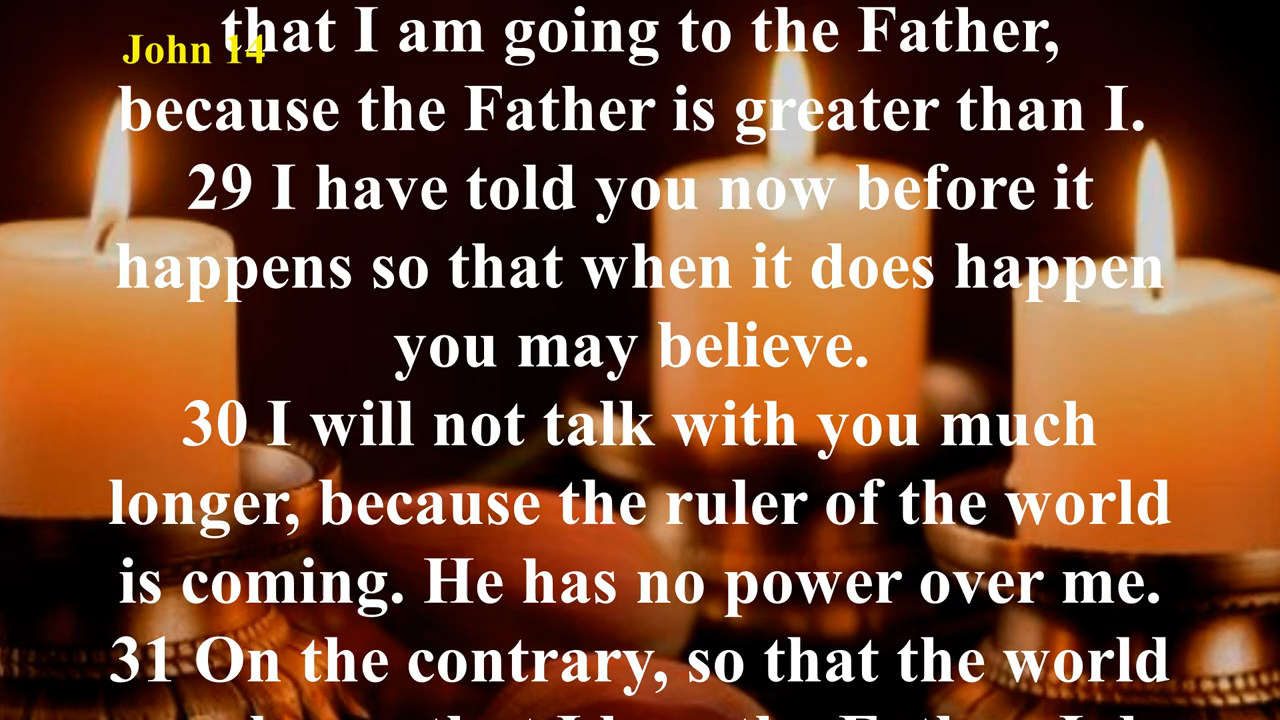 that I am going to the Father,
John 14
because the Father is greater than I.
29 I have told you now before it
happens so that when it does happen
you may believe.
30 I will not talk with you much
longer, because the ruler of the world
is coming. He has no power over me.
31 On the contrary, so that the world